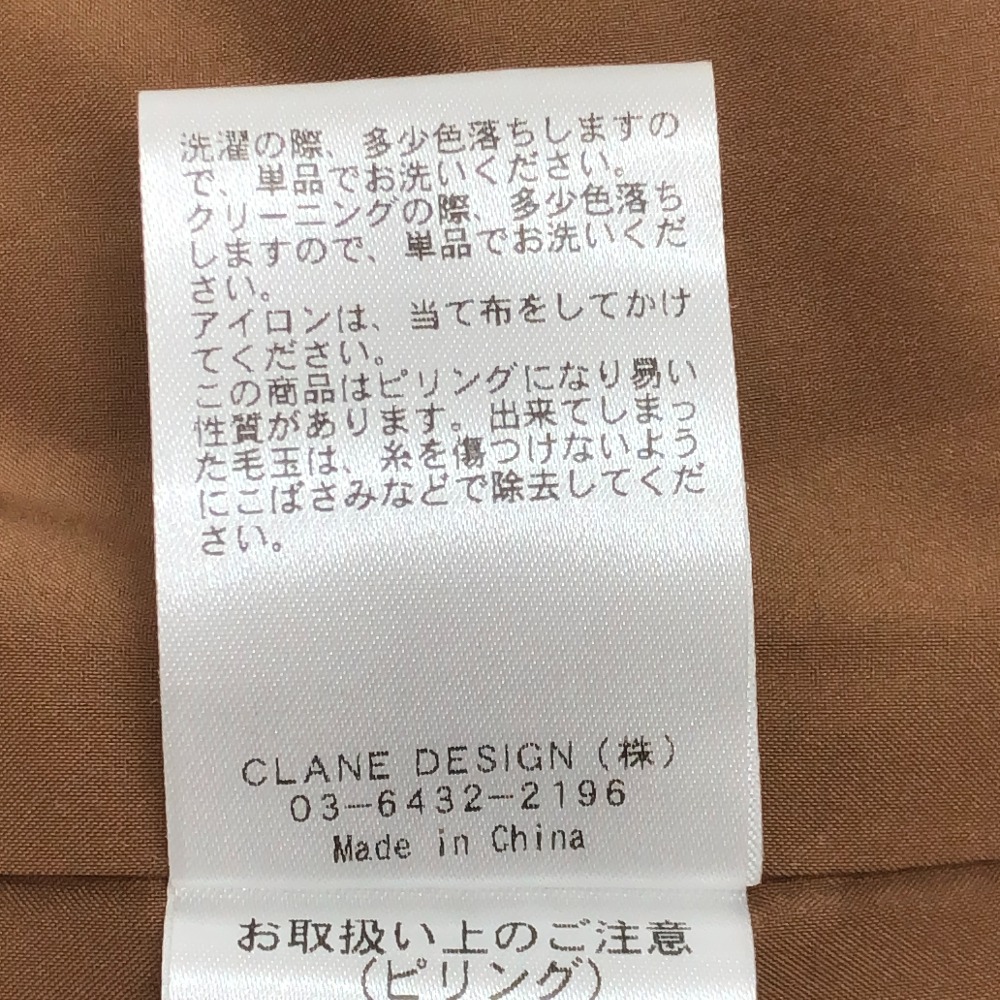 洗濯の際、多少色落ちしますの
で、単品でお洗いください。
クリーニングの際、多少色落ち
しますので、単品でお洗いくだ
さい。
アイロンは、当て布をしてかけ
てください。
この商品はピリングになり易い
性質があります。出来てしまっ
た毛玉は、糸を傷つけないよう
にこばさみなどで除去してくだ
さい。
CLANE DESIGN（株）
03-6432-2196
Made in China
お取扱い上のご注意
(ピリング)